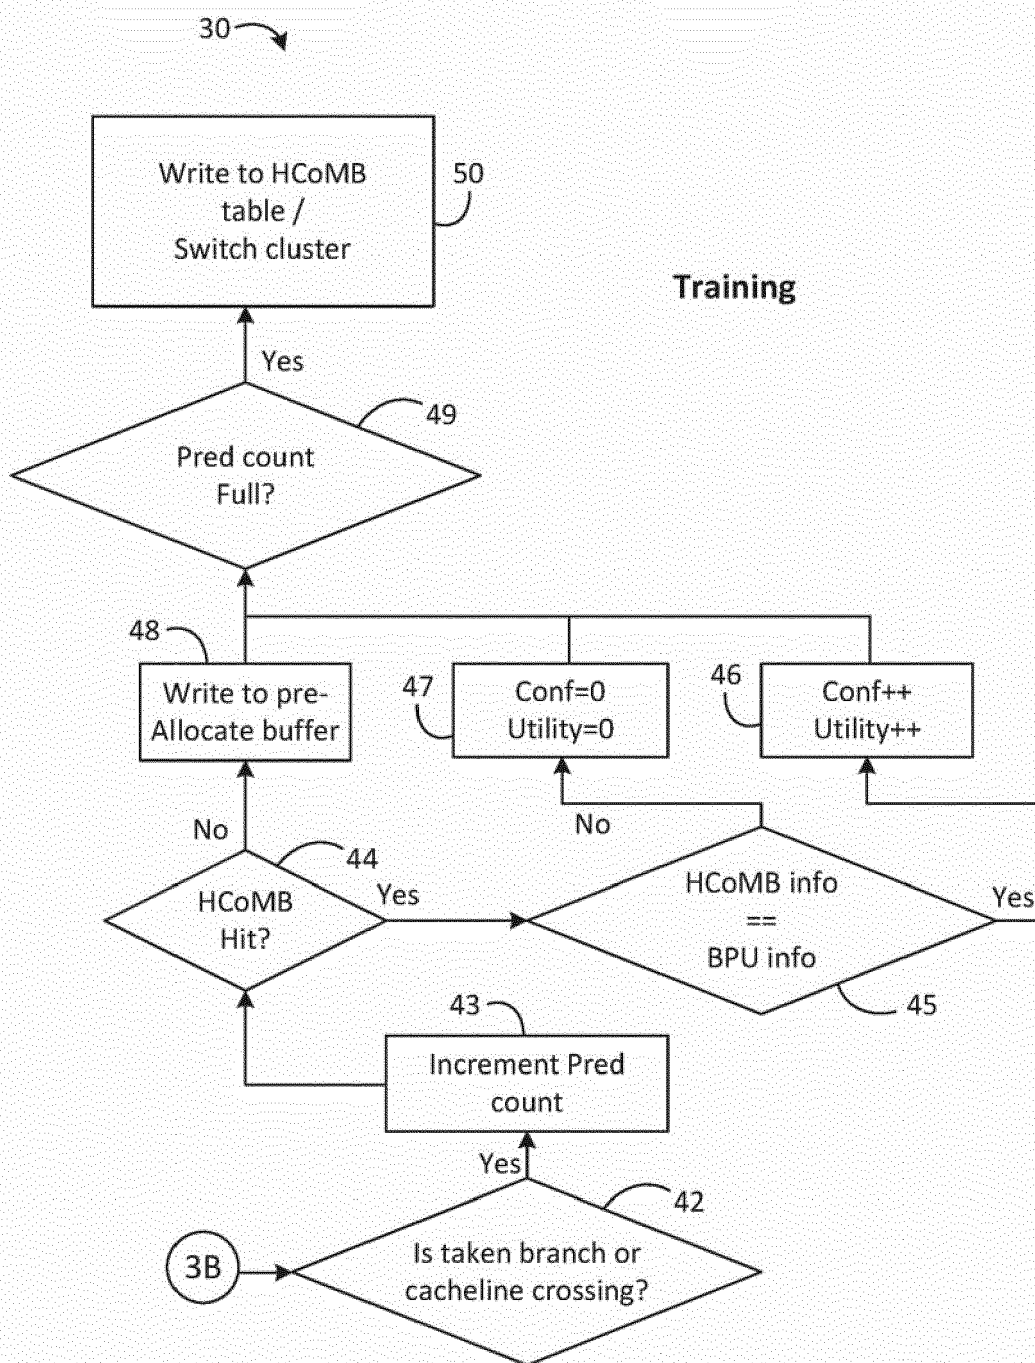 30
Write to HCoMB
table /
Switch cluster
50
Training
Yes
49
Pred count
Full?
48
Write to pre-
Allocate buffer
47
Conf=0
Utility=0
46
Conf++
Utility++
No
No
44
HCoMB
Hit?
Yes
HCoMB info
==
BPU info
Yes
45
43
Increment Pred
count
Yes
42
3B
Is taken branch or
cacheline crossing?